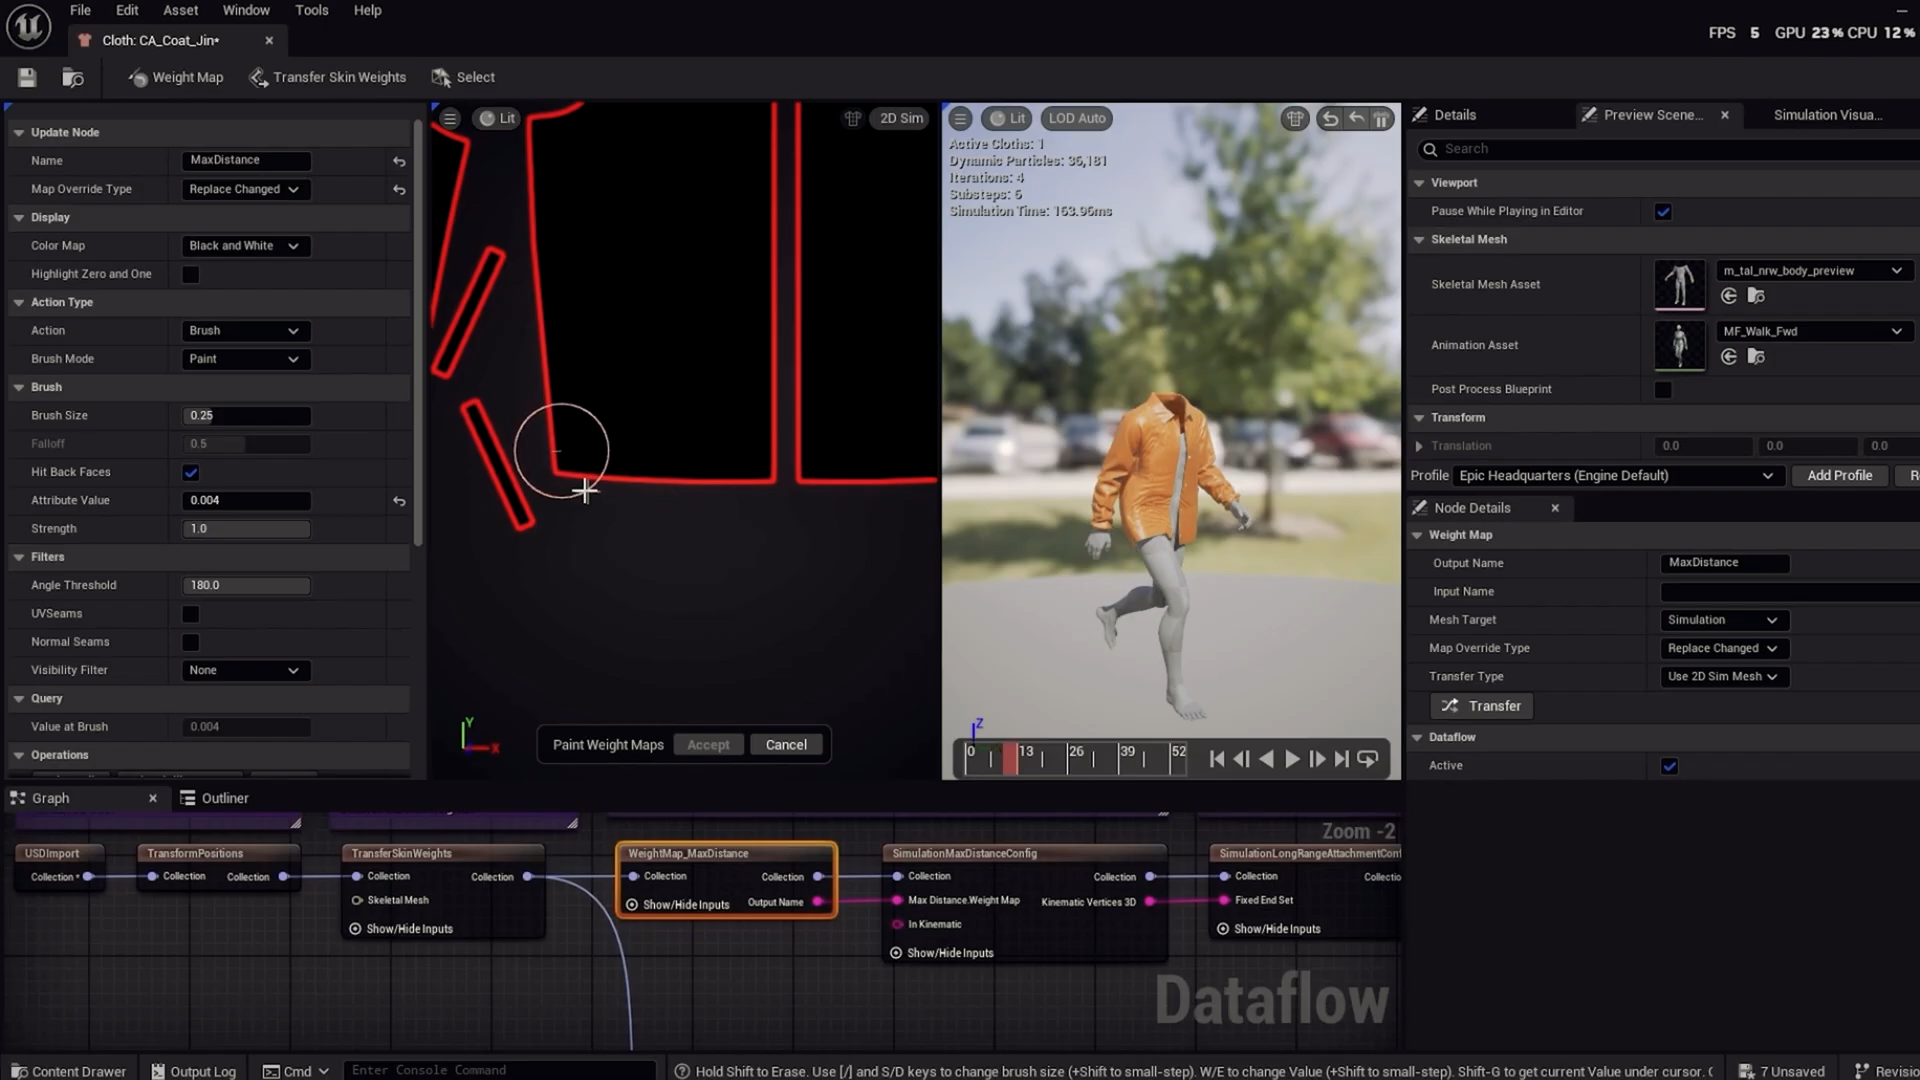 File Edit Asset Window Tools Help
Cloth: CA_Coat_Jin*
FPS 5 GPU 23% CPU 12%
Weight Map Transfer Skin Weights Select
Update Node
Name MaxDistance
Map Override Type Replace Changed
Display
Color Map Black and White
Highlight Zero and One
Action Type
Action Brush
Brush Mode Paint
Brush
Brush Size 0.25
Falloff 0.5
Hit Back Faces
Attribute Value 0.004
Strength 1.0
Filters
Angle Threshold 180.0
UVSeams
Normal Seams
Visibility Filter None
Query
Value at Brush 0.004
Operations
Lit 2D Sim
Y
X
Paint Weight Maps Accept Cancel
Lit LOD Auto
Active Cloths: 1
Dynamic Particles: 36,181
Iterations: 4
Substeps: 6
Simulation Time: 163.96ms
Z
0 13 26 39 52
Details Preview Scene... Simulation Visua...
Search
Viewport
Pause While Playing in Editor
Skeletal Mesh
Skeletal Mesh Asset m_tal_nrw_body_preview
Animation Asset MF_Walk_Fwd
Post Process Blueprint
Transform
Translation 0.0 0.0 0.0
Profile Epic Headquarters (Engine Default) Add Profile R
Node Details
Weight Map
Output Name MaxDistance
Input Name
Mesh Target Simulation
Map Override Type Replace Changed
Transfer Type Use 2D Sim Mesh
Transfer
Dataflow
Active
Graph Outliner
Zoom -2
USDImport
Collection
TransformPositions
Collection Collection
TransferSkinWeights
Collection Collection
Skeletal Mesh
Show/Hide Inputs
WeightMap_MaxDistance
Collection Collection
Show/Hide Inputs Output Name
SimulationMaxDistanceConfig
Collection Collection
Max Distance.Weight Map Kinematic Vertices 3D
In Kinematic
Show/Hide Inputs
SimulationLongRangeAttachmentConf
Collection Collectio
Fixed End Set
Show/Hide Inputs
Dataflow
Content Drawer Output Log Cmd Enter Console Command
Hold Shift to Erase. Use [/] and S/D keys to change brush size (+Shift to small-step). W/E to change Value (+Shift to small-step). Shift-G to get current Value under cursor.
7 Unsaved Revisio